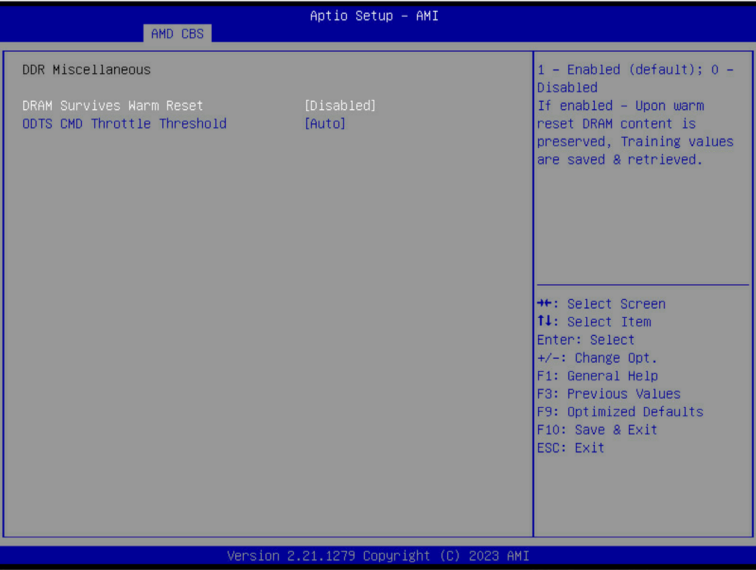 Aptio Setup – AMI
AMD CBS
DDR Miscellaneous
DRAM Survives Warm Reset [Disabled]
ODTS CMD Throttle Threshold [Auto]
1 – Enabled (default); 0 –
Disabled
If enabled – Upon warm
reset DRAM content is
preserved, Training values
are saved & retrieved.
→←: Select Screen
↑↓: Select Item
Enter: Select
+/-: Change Opt.
F1: General Help
F3: Previous Values
F9: Optimized Defaults
F10: Save & Exit
ESC: Exit
Version 2.21.1279 Copyright (C) 2023 AMI